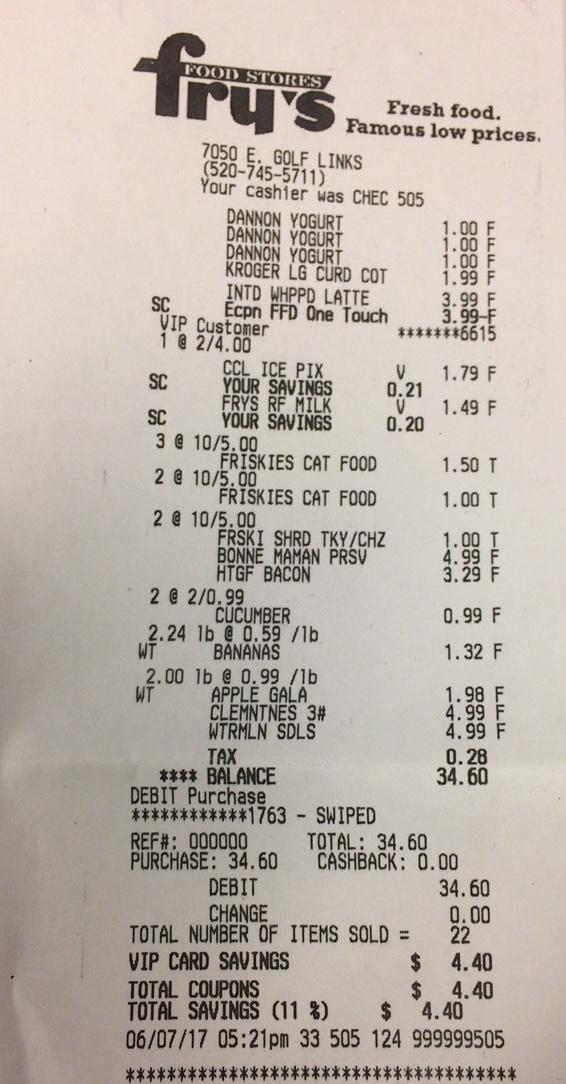 fry's
FOOD STORES
Fresh food.
Famous low prices.
7050 E. GOLF LINKS
(520-745-5711)
Your cashier was CHEC 505
DANNON YOGURT 1.00 F
DANNON YOGURT 1.00 F
DANNON YOGURT 1.00 F
KROGER LG CURD COT 1.99 F
INTD WHPPD LATTE 3.99 F
SC Ecpn FFD One Touch 3.99-F
VIP Customer *******6615
1 @ 2/4.00
CCL ICE PIX V 1.79 F
SC YOUR SAVINGS 0.21
FRYS RF MILK V 1.49 F
SC YOUR SAVINGS 0.20
3 @ 10/5.00
FRISKIES CAT FOOD 1.50 T
2 @ 10/5.00
FRISKIES CAT FOOD 1.00 T
2 @ 10/5.00
FRSKI SHRD TKY/CHZ 1.00 T
BONNE MAMAN PRSV 4.99 F
HTGF BACON 3.29 F
2 @ 2/0.99
CUCUMBER 0.99 F
2.24 lb @ 0.59 /lb
WT BANANAS 1.32 F
2.00 lb @ 0.99 /lb
WT APPLE GALA 1.98 F
CLEMNTNES 3# 4.99 F
WTRMLN SDLS 4.99 F
TAX 0.28
**** BALANCE 34.60
DEBIT Purchase
************1763 - SWIPED
REF#: 000000 TOTAL: 34.60
PURCHASE: 34.60 CASHBACK: 0.00
DEBIT 34.60
CHANGE 0.00
TOTAL NUMBER OF ITEMS SOLD = 22
VIP CARD SAVINGS $ 4.40
TOTAL COUPONS $ 4.40
TOTAL SAVINGS (11 %) $ 4.40
06/07/17 05:21pm 33 505 124 999999505
**************************************